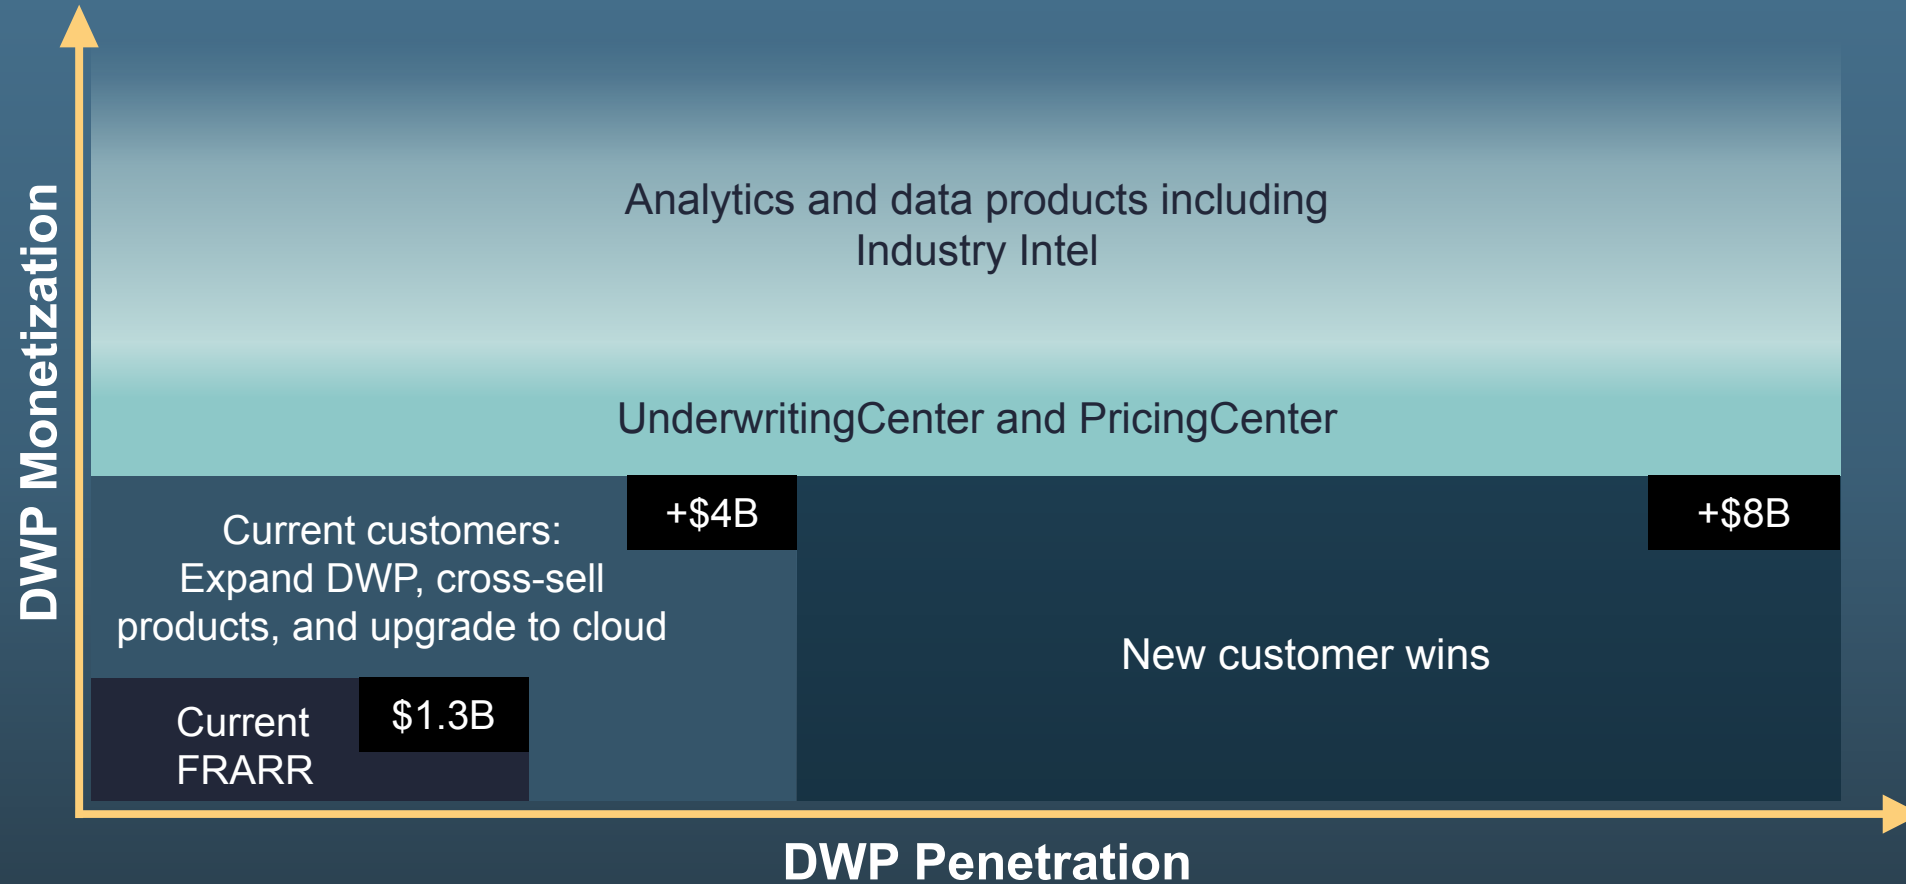 DWP Monetization
Analytics and data products including
Industry Intel
UnderwritingCenter and PricingCenter
Current customers:
Expand DWP, cross-sell
products, and upgrade to cloud
+$4B
+$8B
New customer wins
Current
FRARR
$1.3B
DWP Penetration